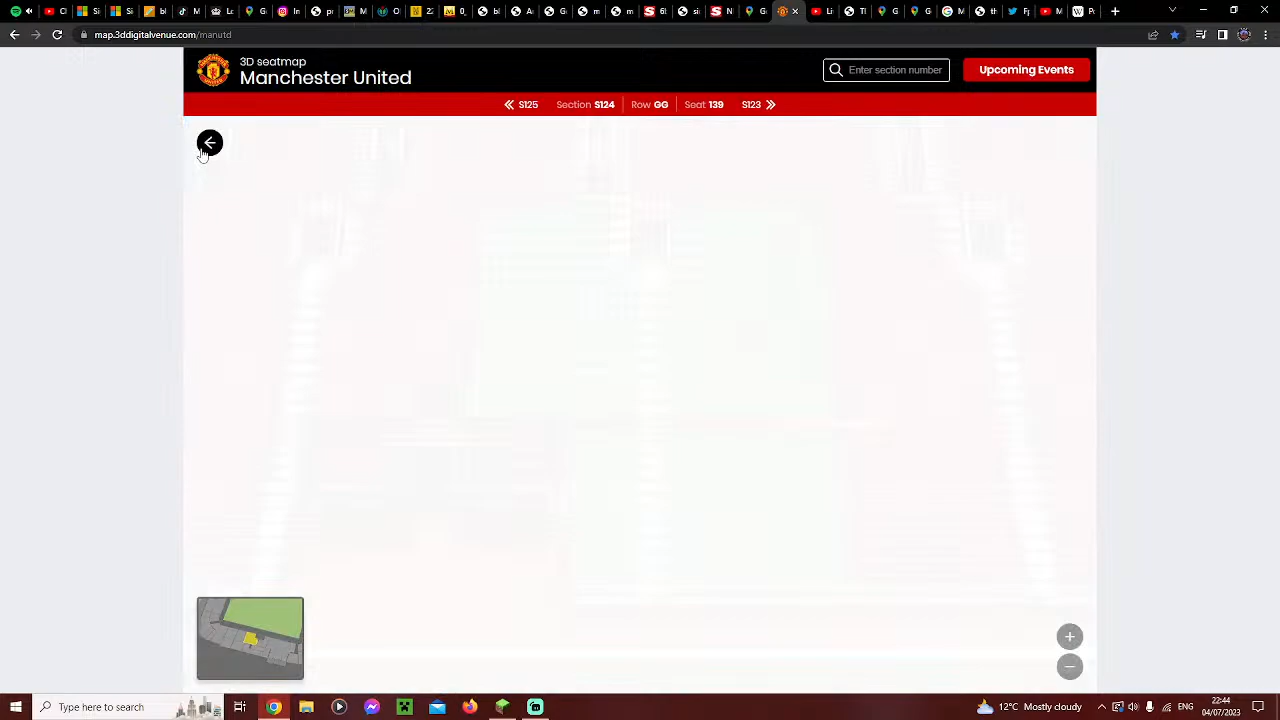 map.3ddigitalvenue.com/manutd
3D seatmap
Manchester United
Enter section number
Upcoming Events
S125
Section S124
Row GG
Seat 139
S123
Type here to search
12°C Mostly cloudy
ENG
22:44
04/07/2023